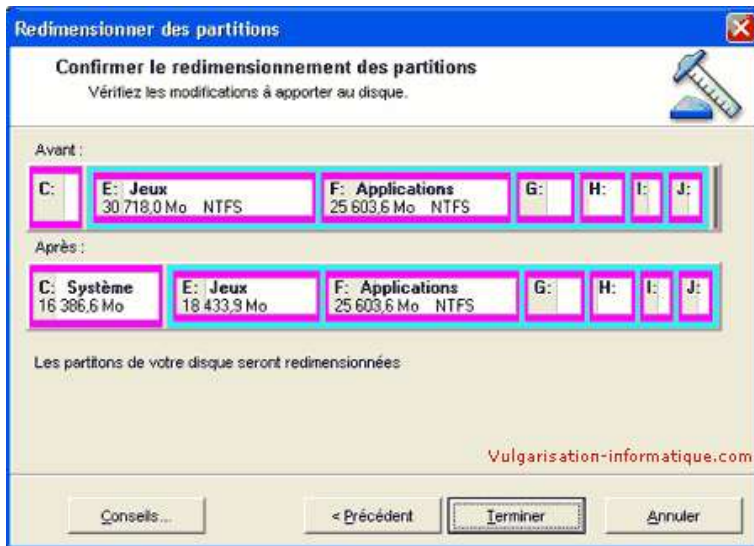 Redimensionner des partitions
Confirmer le redimensionnement des partitions
Vérifiez les modifications à apporter au disque.
Avant :
C: E: Jeux F: Applications G: H: I: J:
30 718,0 Mo NTFS 25 603,6 Mo NTFS
Après :
C: Système E: Jeux F: Applications G: H: I: J:
16 386,6 Mo 18 433,9 Mo 25 603,6 Mo NTFS
Les partitons de votre disque seront redimensionnées
Vulgarisation-informatique.com
Conseils... < Précédent Terminer Annuler